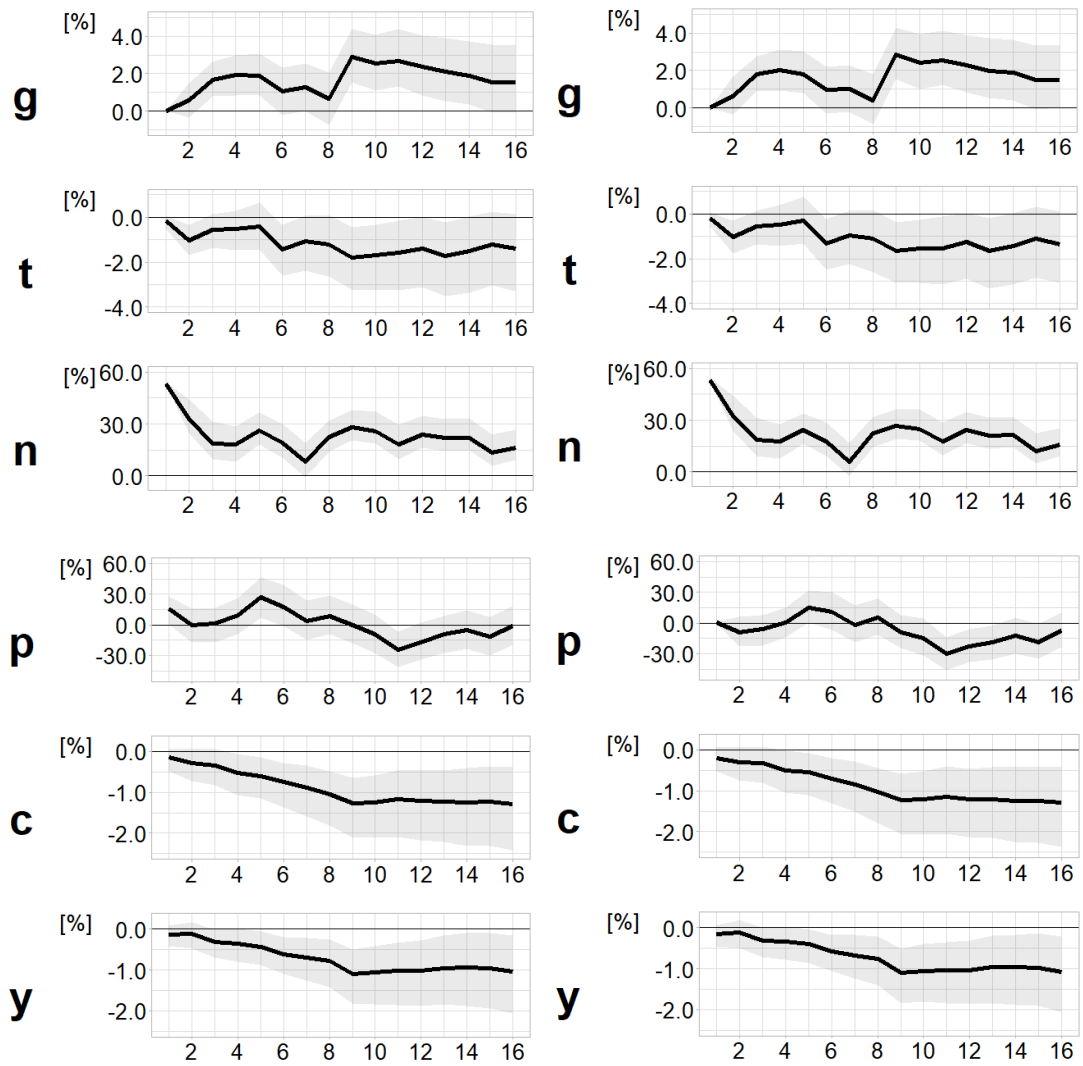 [%] 4.0 2.0 0.0 g 2 4 6 8 10 12 14 16
[%] 4.0 2.0 0.0 g 2 4 6 8 10 12 14 16
[%] 0.0 -2.0 -4.0 t 2 4 6 8 10 12 14 16
[%] 0.0 -2.0 -4.0 t 2 4 6 8 10 12 14 16
[%] 60.0 30.0 0.0 n 2 4 6 8 10 12 14 16
[%] 60.0 30.0 0.0 n 2 4 6 8 10 12 14 16
[%] 60.0 30.0 0.0 -30.0 p 2 4 6 8 10 12 14 16
[%] 60.0 30.0 0.0 -30.0 p 2 4 6 8 10 12 14 16
[%] 0.0 -1.0 -2.0 c 2 4 6 8 10 12 14 16
[%] 0.0 -1.0 -2.0 c 2 4 6 8 10 12 14 16
[%] 0.0 -1.0 -2.0 y 2 4 6 8 10 12 14 16
[%] 0.0 -1.0 -2.0 y 2 4 6 8 10 12 14 16